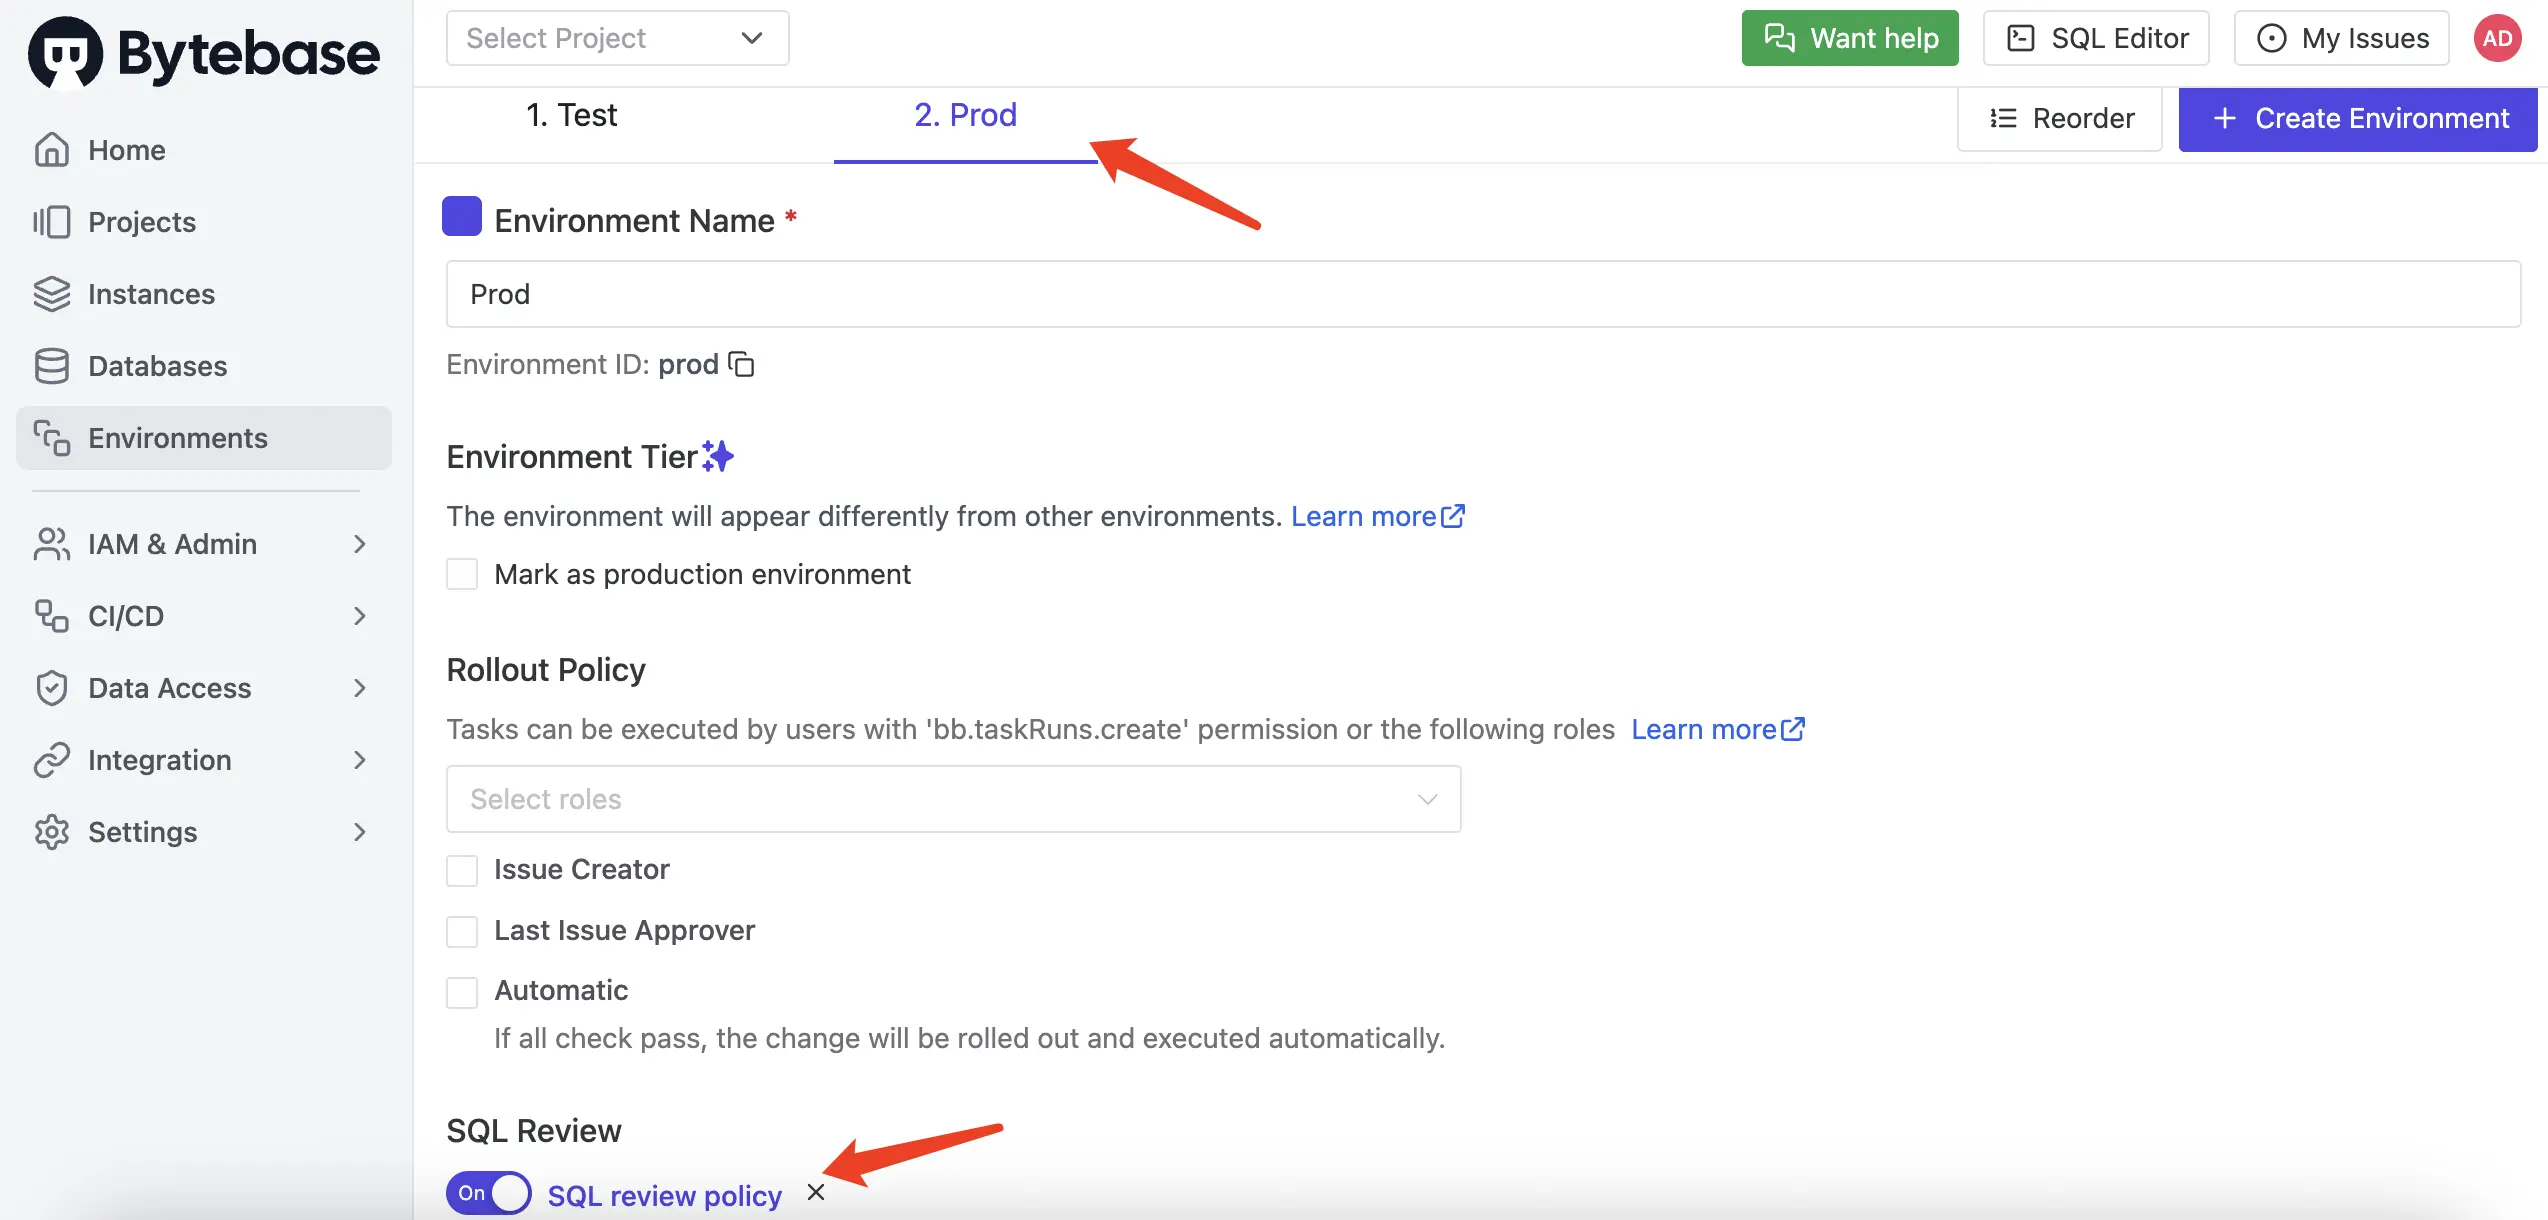 Bytebase
Select Project
Want help
SQL Editor
My Issues
AD
Home
Projects
Instances
Databases
Environments
IAM & Admin
CI/CD
Data Access
Integration
Settings
1. Test
2. Prod
Reorder
+ Create Environment
Environment Name *
Prod
Environment ID: prod
Environment Tier
The environment will appear differently from other environments. Learn more
Mark as production environment
Rollout Policy
Tasks can be executed by users with 'bb.taskRuns.create' permission or the following roles Learn more
Select roles
Issue Creator
Last Issue Approver
Automatic
If all check pass, the change will be rolled out and executed automatically.
SQL Review
On SQL review policy